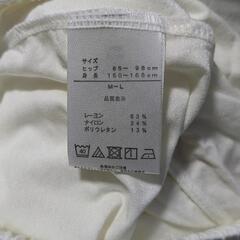 サイズ
ヒップ 85〜98cm
身長 150〜165cm
M〜L
品質表示
レーヨン 63%
ナイロン 24%
ポリウレタン 13%
40